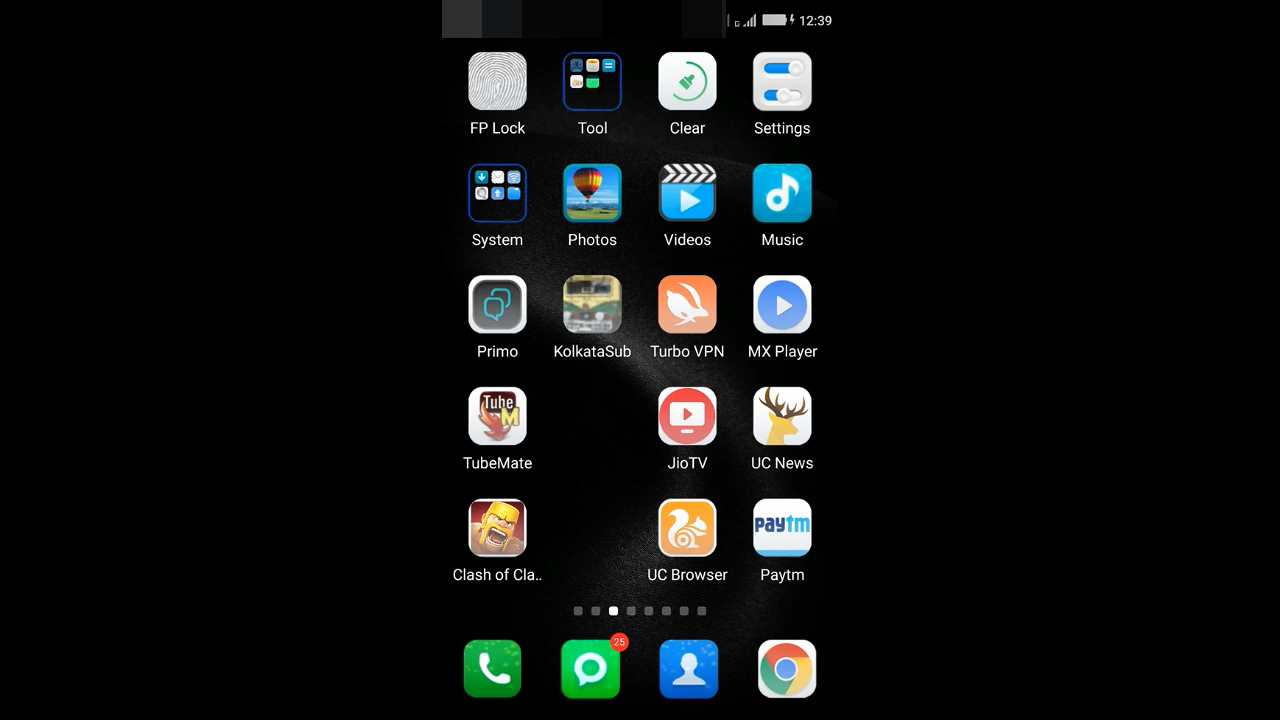 12:39
FP Lock
Tool
Clear
Settings
System
Photos
Videos
Music
Primo
KolkataSub
Turbo VPN
MX Player
Tube
M
TubeMate
JioTV
UC News
paytm
Clash of Cla..
UC Browser
Paytm
25